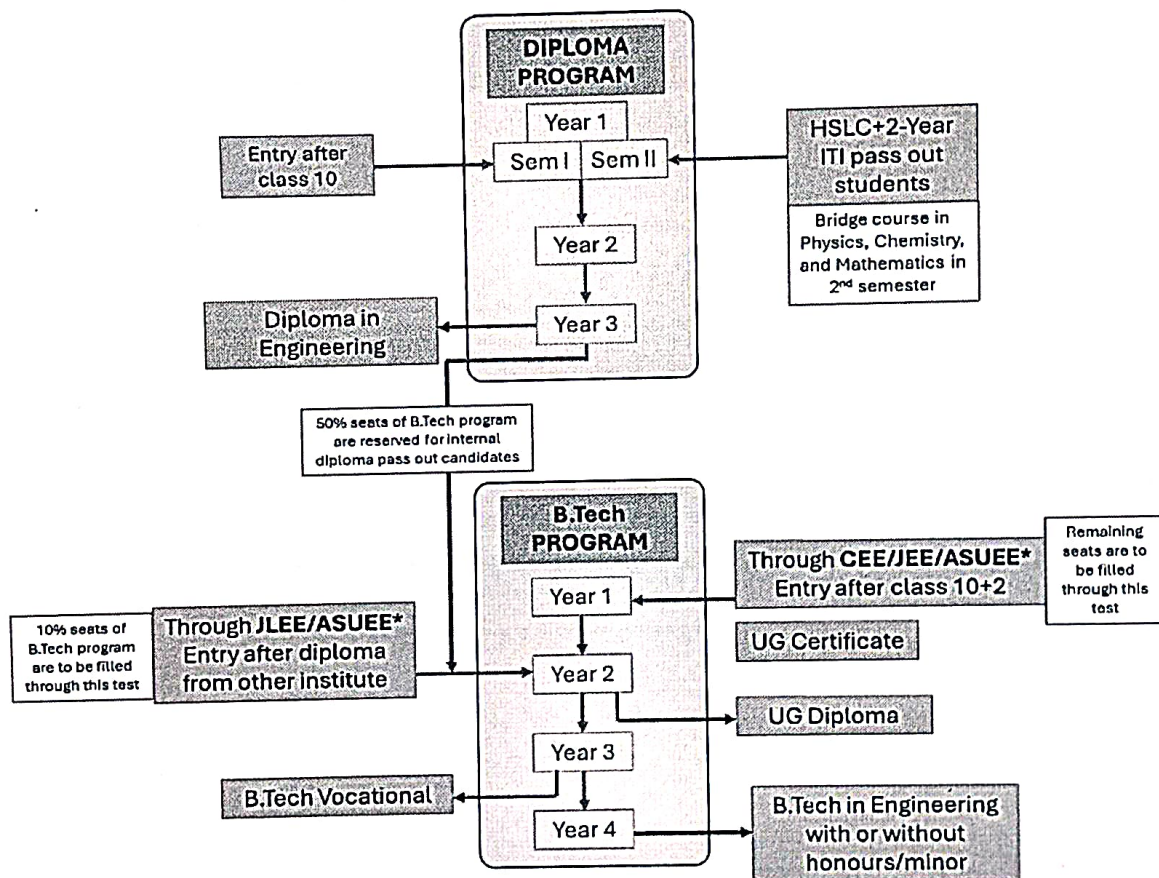 DIPLOMA
PROGRAM
Year 1
Sem I
Sem II
Entry after
class 10
HSLC+2-Year
ITI pass out
students
Bridge course in
Physics, Chemistry,
and Mathematics in
2nd semester
Year 2
Year 3
Diploma in
Engineering
50% seats of B.Tech program
are reserved for internal
diploma pass out candidates
B.Tech
PROGRAM
Year 1
Through CEE/JEE/ASUEE*
Entry after class 10+2
Remaining
seats are to
be filled
through this
test
UG Certificate
10% seats of
B.Tech program
are to be filled
through this test
Through JLEE/ASUEE*
Entry after diploma
from other institute
Year 2
UG Diploma
Year 3
B.Tech Vocational
Year 4
B.Tech in Engineering
with or without
honours/minor